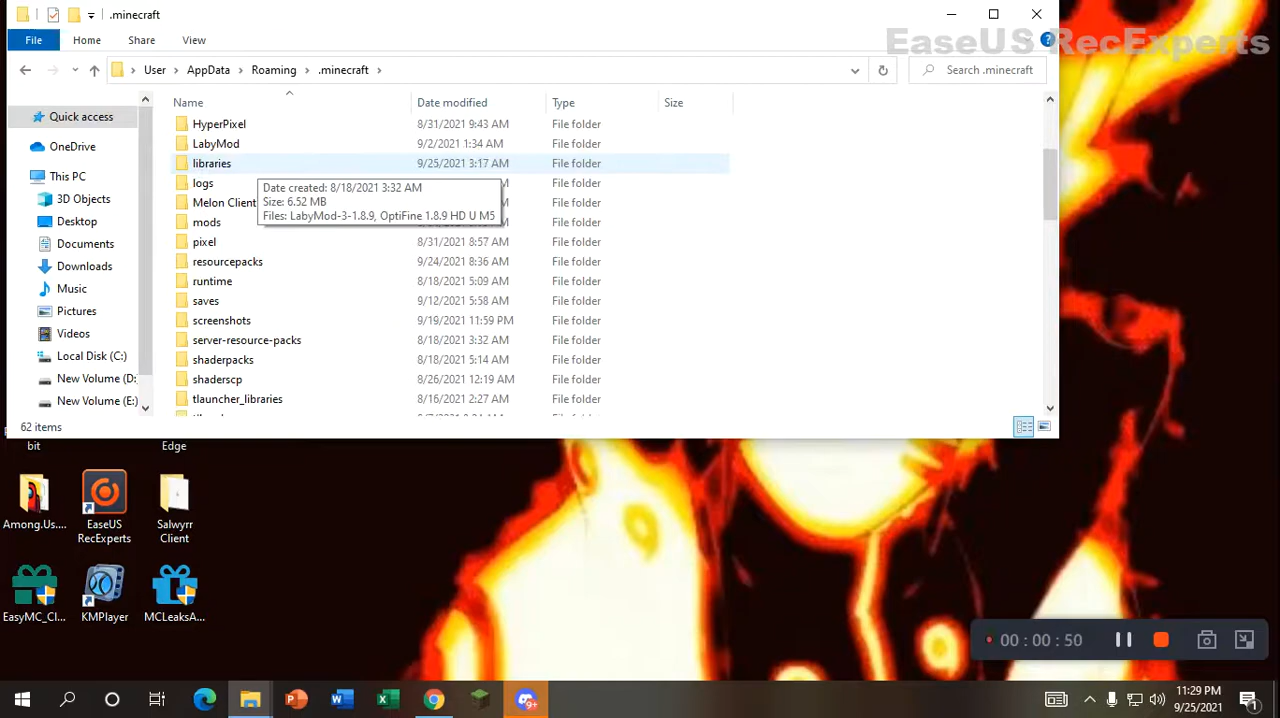 .minecraft
EaseUS RecExperts
File Home Share View
User AppData Roaming .minecraft
Search .minecraft
Name Date modified Type Size
Quick access
OneDrive
This PC
3D Objects
Desktop
Documents
Downloads
Music
Pictures
Videos
Local Disk (C:)
New Volume (D:
New Volume (E:)
HyperPixel 8/31/2021 9:43 AM File folder
LabyMod 9/2/2021 1:34 AM File folder
libraries 9/25/2021 3:17 AM File folder
logs File folder
Melon Client File folder
mods File folder
pixel 8/31/2021 8:57 AM File folder
resourcepacks 9/24/2021 8:36 AM File folder
runtime 8/18/2021 5:09 AM File folder
saves 9/12/2021 5:58 AM File folder
screenshots 9/19/2021 11:59 PM File folder
server-resource-packs 8/18/2021 3:32 AM File folder
shaderpacks 8/18/2021 5:14 AM File folder
shaderscp 8/26/2021 12:19 AM File folder
tlauncher_libraries 8/16/2021 2:27 AM File folder
Date created: 8/18/2021 3:32 AM
Size: 6.52 MB
Files: LabyMod-3-1.8.9, OptiFine 1.8.9 HD U M5
62 items
bit
Edge
Among.Us....
EaseUS
RecExperts
Salwyrr
Client
EasyMC_Cl...
KMPlayer
MCLeaksA...
00 : 00 : 50
9+
11:29 PM
9/25/2021
1